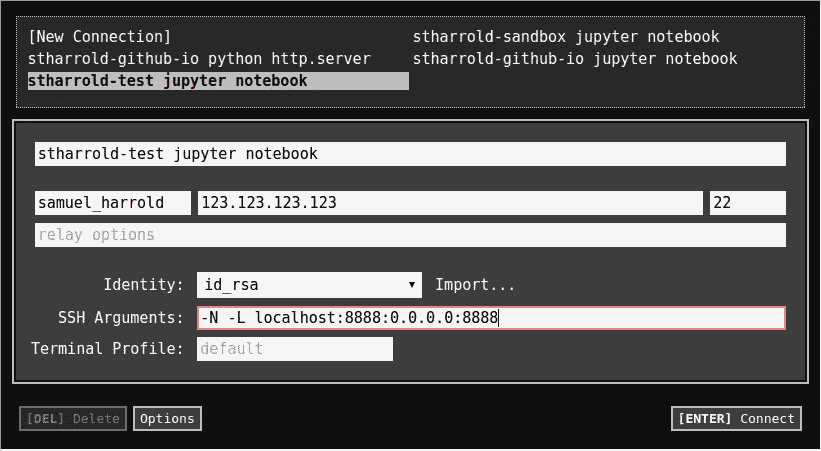 [New Connection] stharrold-sandbox jupyter notebook
stharrold-github-io python http.server stharrold-github-io jupyter notebook
stharrold-test jupyter notebook
stharrold-test jupyter notebook
samuel_harrold 123.123.123.123 22
relay options
Identity: id_rsa ▼ Import...
SSH Arguments: -N -L localhost:8888:0.0.0.0:8888
Terminal Profile: default
[DEL] Delete Options [ENTER] Connect